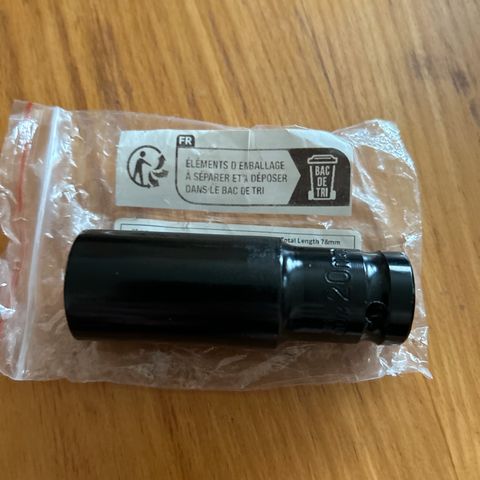 FR
ÉLÉMENTS D'EMBALLAGE
À SÉPARER ET À DÉPOSER
DANS LE BAC DE TRI
BAC
DE
TRI
Total Length 78mm
20